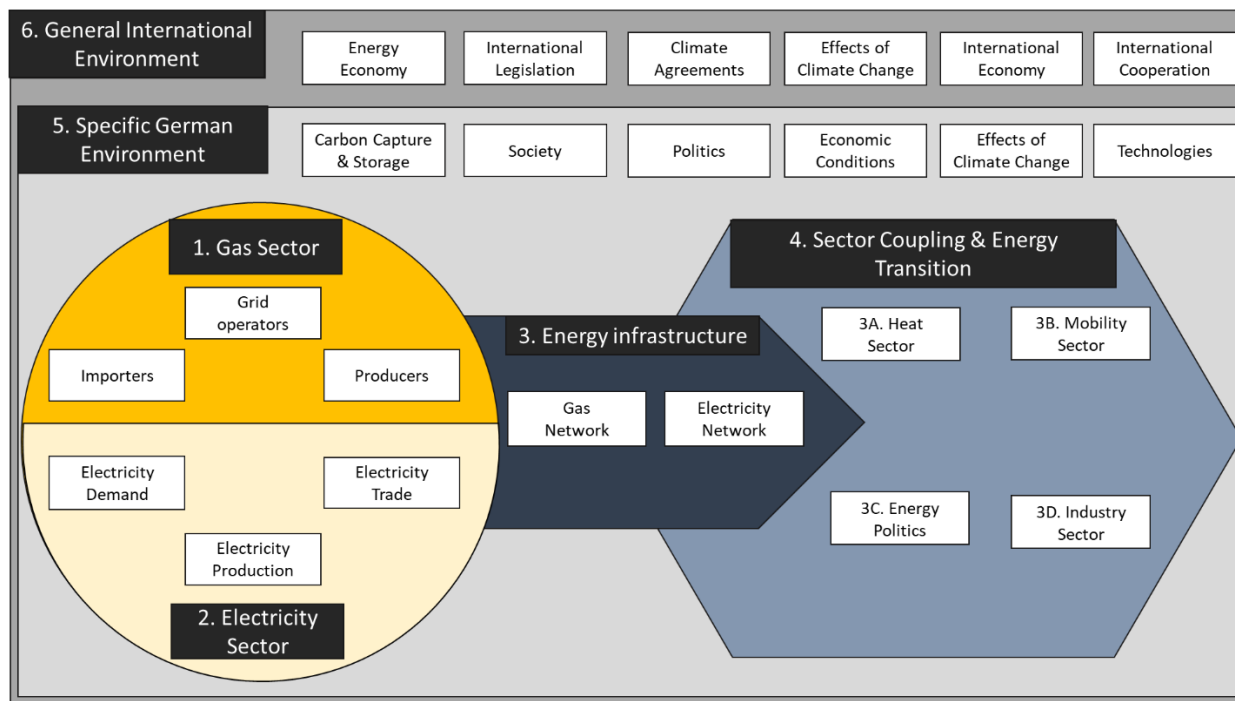 6. General International
Environment
Energy
Economy
International
Legislation
Climate
Agreements
Effects of
Climate Change
International
Economy
International
Cooperation
5. Specific German
Environment
Carbon Capture
& Storage
Society
Politics
Economic
Conditions
Effects of
Climate Change
Technologies
1. Gas Sector
Grid
operators
Importers
Producers
Electricity
Demand
Electricity
Trade
Electricity
Production
2. Electricity
Sector
3. Energy infrastructure
Gas
Network
Electricity
Network
4. Sector Coupling & Energy
Transition
3A. Heat
Sector
3B. Mobility
Sector
3C. Energy
Politics
3D. Industry
Sector